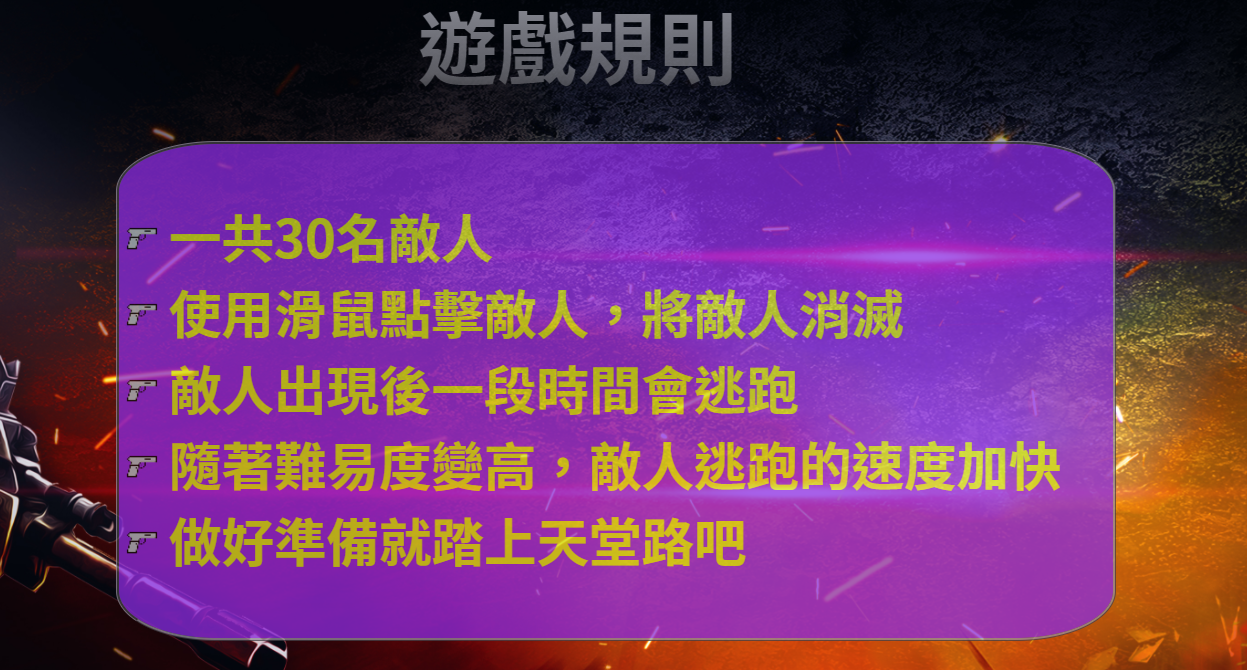 遊戲規則
一共30名敵人
使用滑鼠點擊敵人，將敵人消滅
敵人出現後一段時間會逃跑
隨著難易度變高，敵人逃跑的速度加快
做好準備就踏上天堂路吧